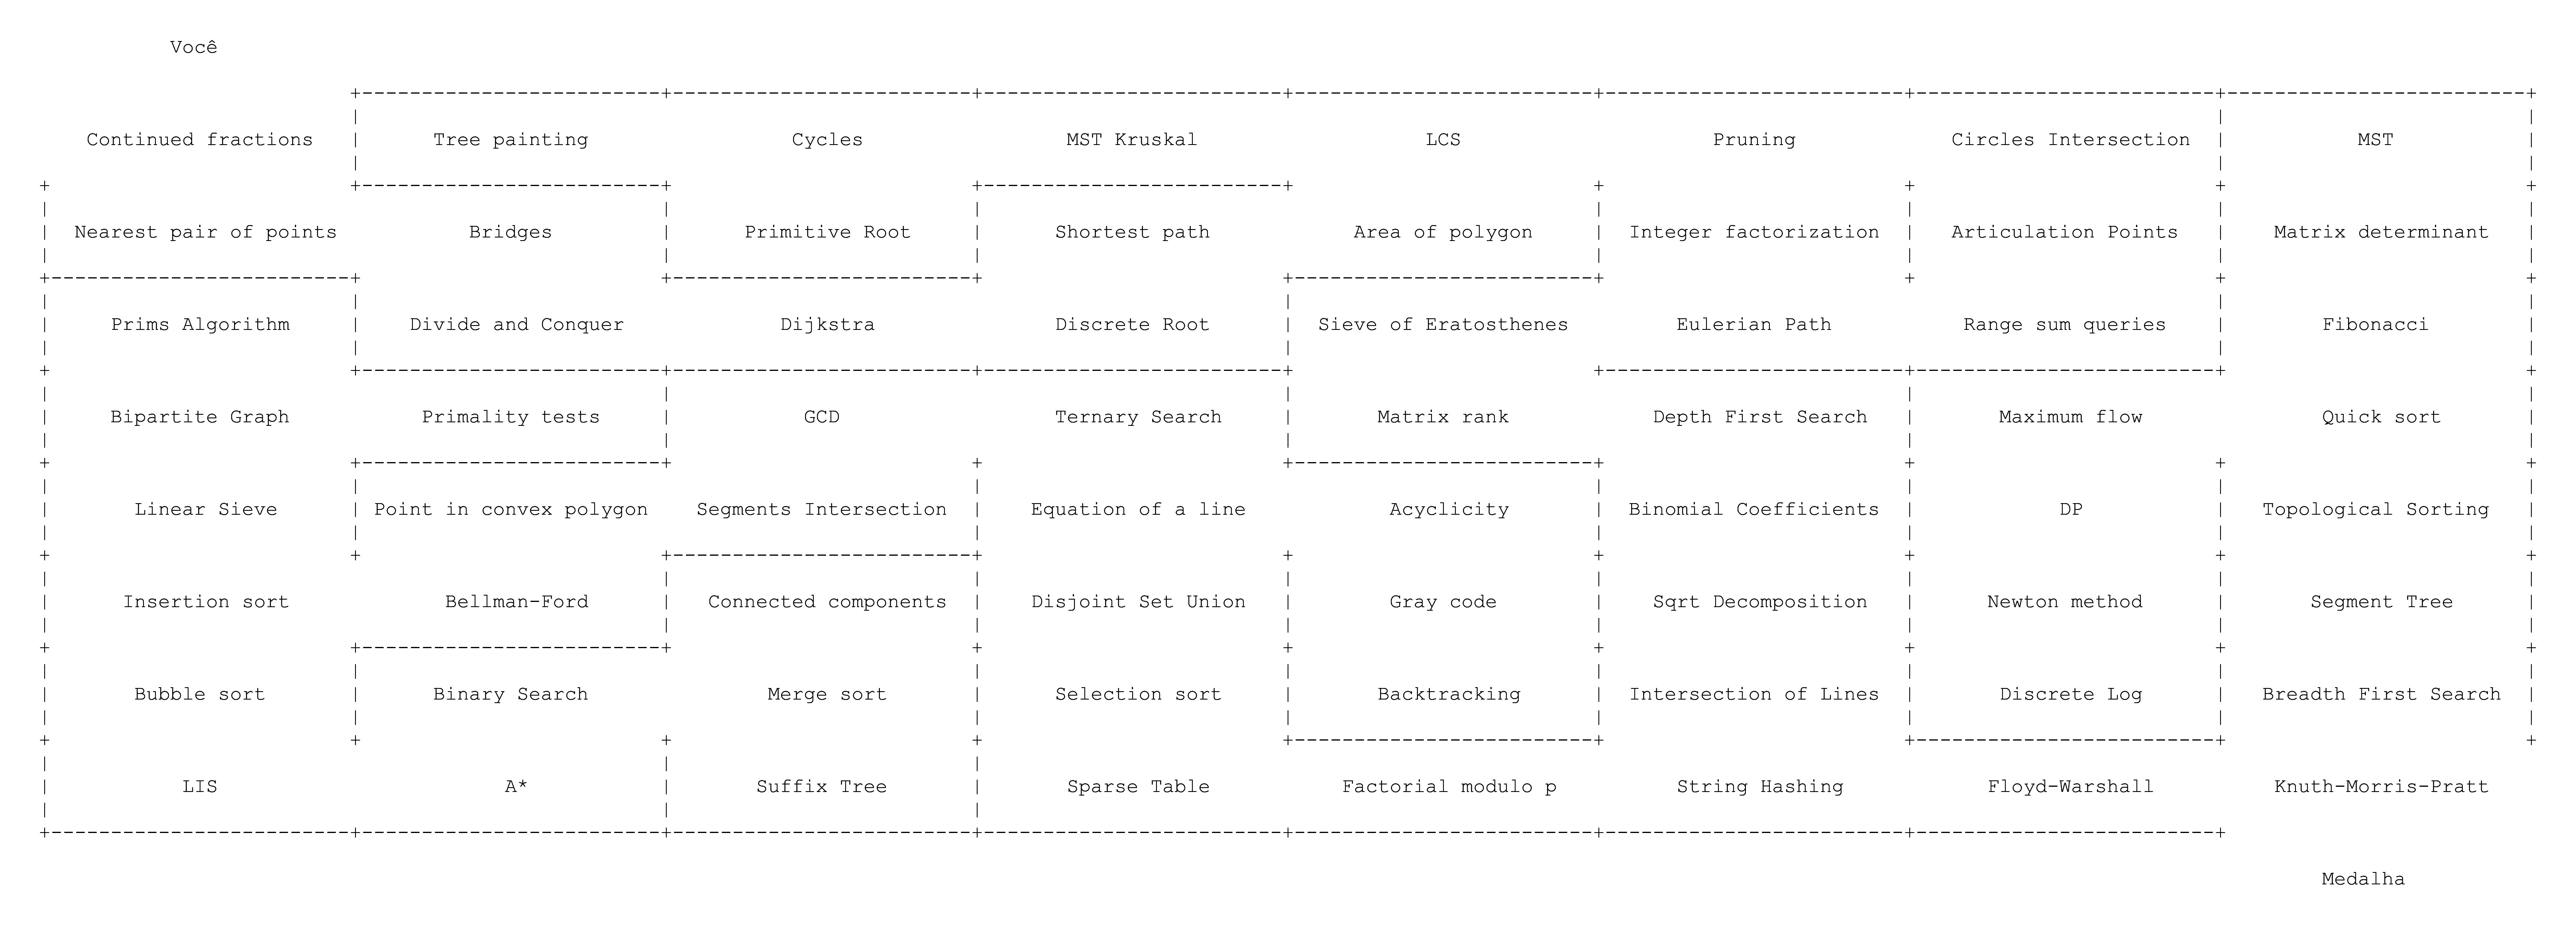 Você
Continued fractions Tree painting Cycles MST Kruskal LCS Pruning Circles Intersection MST
Nearest pair of points Bridges Primitive Root Shortest path Area of polygon Integer factorization Articulation Points Matrix determinant
Prims Algorithm Divide and Conquer Dijkstra Discrete Root Sieve of Eratosthenes Eulerian Path Range sum queries Fibonacci
Bipartite Graph Primality tests GCD Ternary Search Matrix rank Depth First Search Maximum flow Quick sort
Linear Sieve Point in convex polygon Segments Intersection Equation of a line Acyclicity Binomial Coefficients DP Topological Sorting
Insertion sort Bellman-Ford Connected components Disjoint Set Union Gray code Sqrt Decomposition Newton method Segment Tree
Bubble sort Binary Search Merge sort Selection sort Backtracking Intersection of Lines Discrete Log Breadth First Search
LIS A* Suffix Tree Sparse Table Factorial modulo p String Hashing Floyd-Warshall Knuth-Morris-Pratt
Medalha